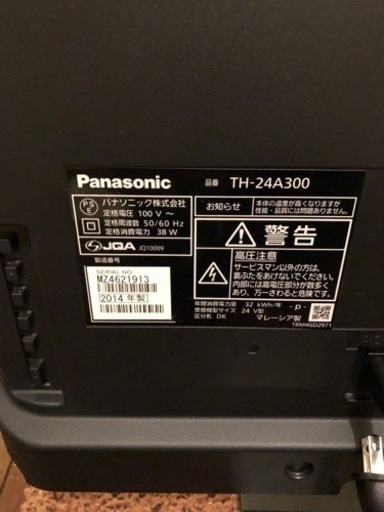 Panasonic
品番 TH-24A300
PS
E
パナソニック株式会社
定格電圧 100 V ～
定格周波数 50/60 Hz
定格消費電力 38 W
JQA JQ10009
製造番号
SERIAL NO
MZ4621913
2014 年製
お知らせ
本体の温度が高くなりますが
性能・品質には問題ありません。
警告
高圧注意
サービスマン以外の方は、
裏ぶたをあけないでください。
内部には高電圧部分が数多く
あり、万一さわると危険です。
年間消費電力量 32 kWh/年
受信機型サイズ 24 V型
区分名 DK
- P -
マレーシア製
TBM4GD2971